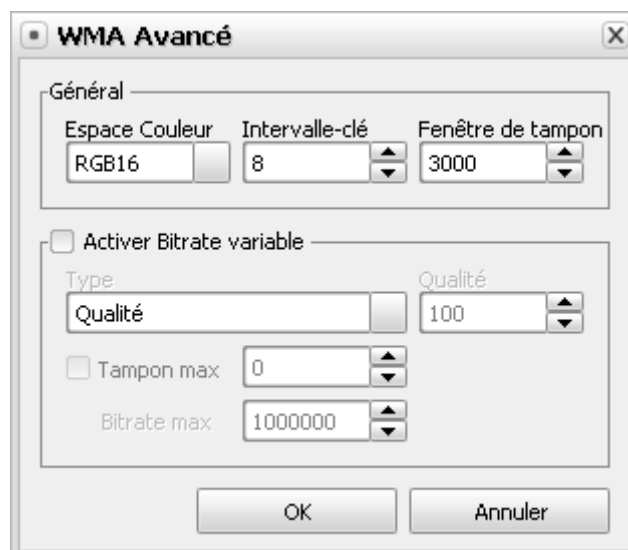 WMA Avancé
Général
Espace Couleur Intervalle-clé Fenêtre de tampon
RGB16 8 3000
Activer Bitrate variable
Type Qualité
Qualité 100
Tampon max 0
Bitrate max 1000000
OK Annuler